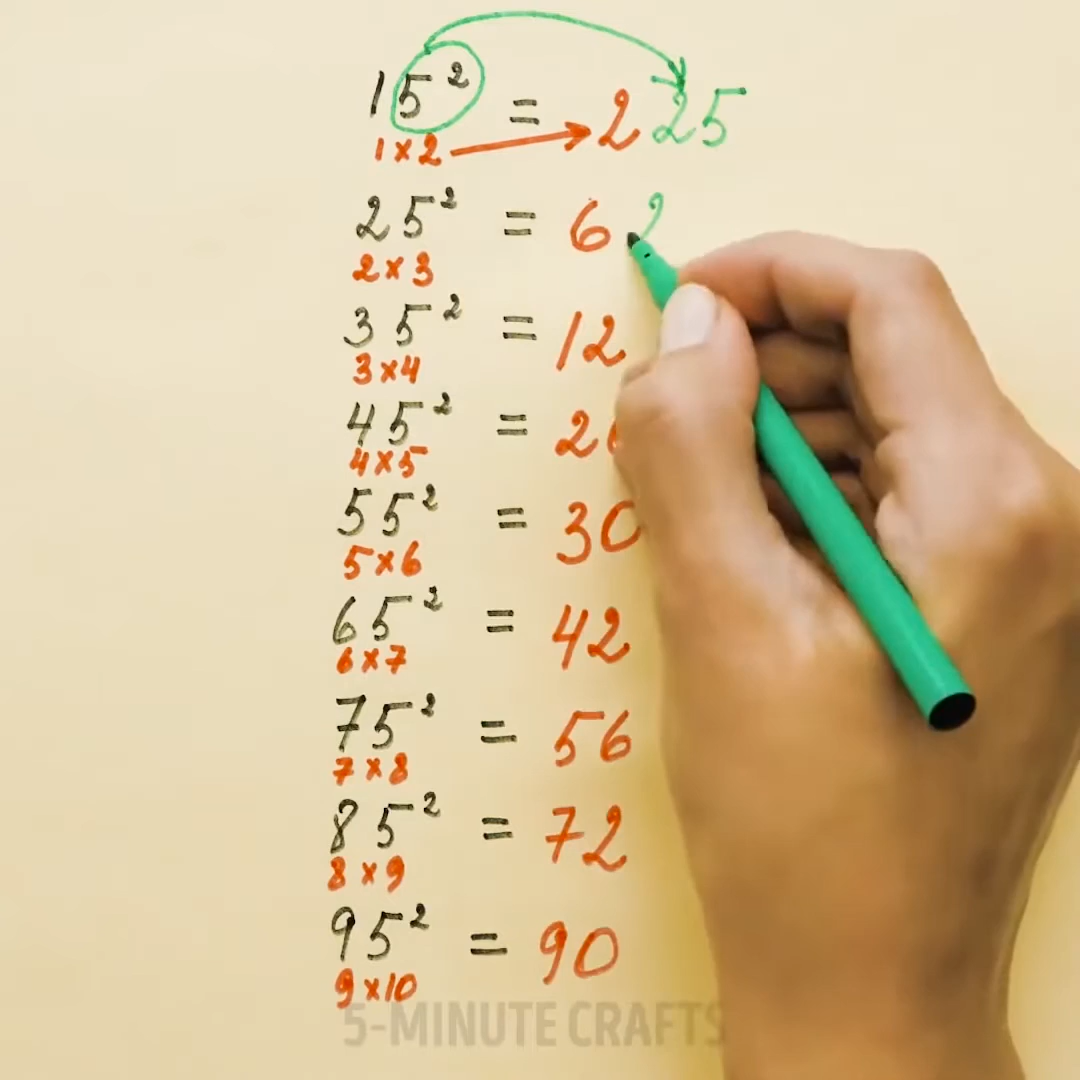 15² = 225
1×2
25² = 6
2×3
35² = 12
3×4
45² = 2
4×5
55² = 30
5×6
65² = 42
6×7
75² = 56
7×8
85² = 72
8×9
95² = 90
9×10
5-MINUTE CRAFTS